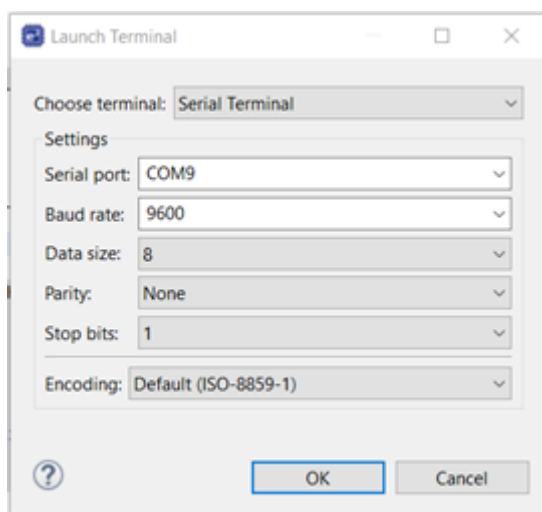 Launch Terminal
Choose terminal: Serial Terminal
Settings
Serial port: COM9
Baud rate: 9600
Data size: 8
Parity: None
Stop bits: 1
Encoding: Default (ISO-8859-1)
? OK Cancel